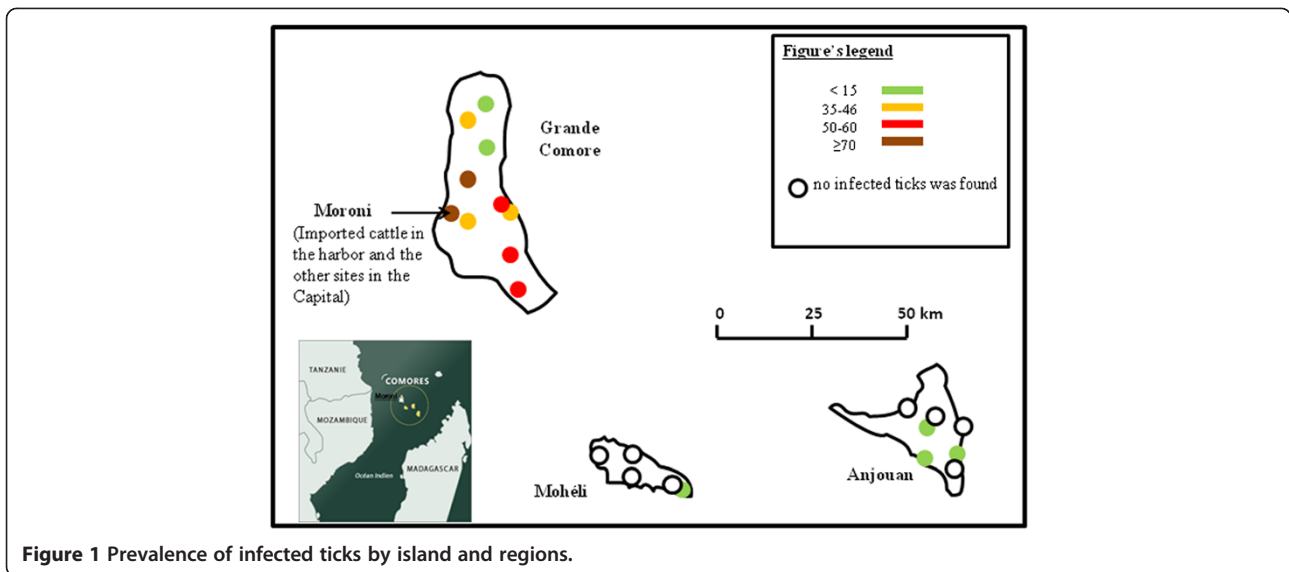 Figure's legend
< 15
35-46
50-60
≥70
no infected ticks was found
Grande
Comore
Moroni
(Imported cattle in
the harbor and the
other sites in the
Capital)
0 25 50 km
TANZANIE
COMORES
Moroni
MOZAMBIQUE
MADAGASCAR
Océan Indien
Mohéli
Anjouan
Figure 1 Prevalence of infected ticks by island and regions.